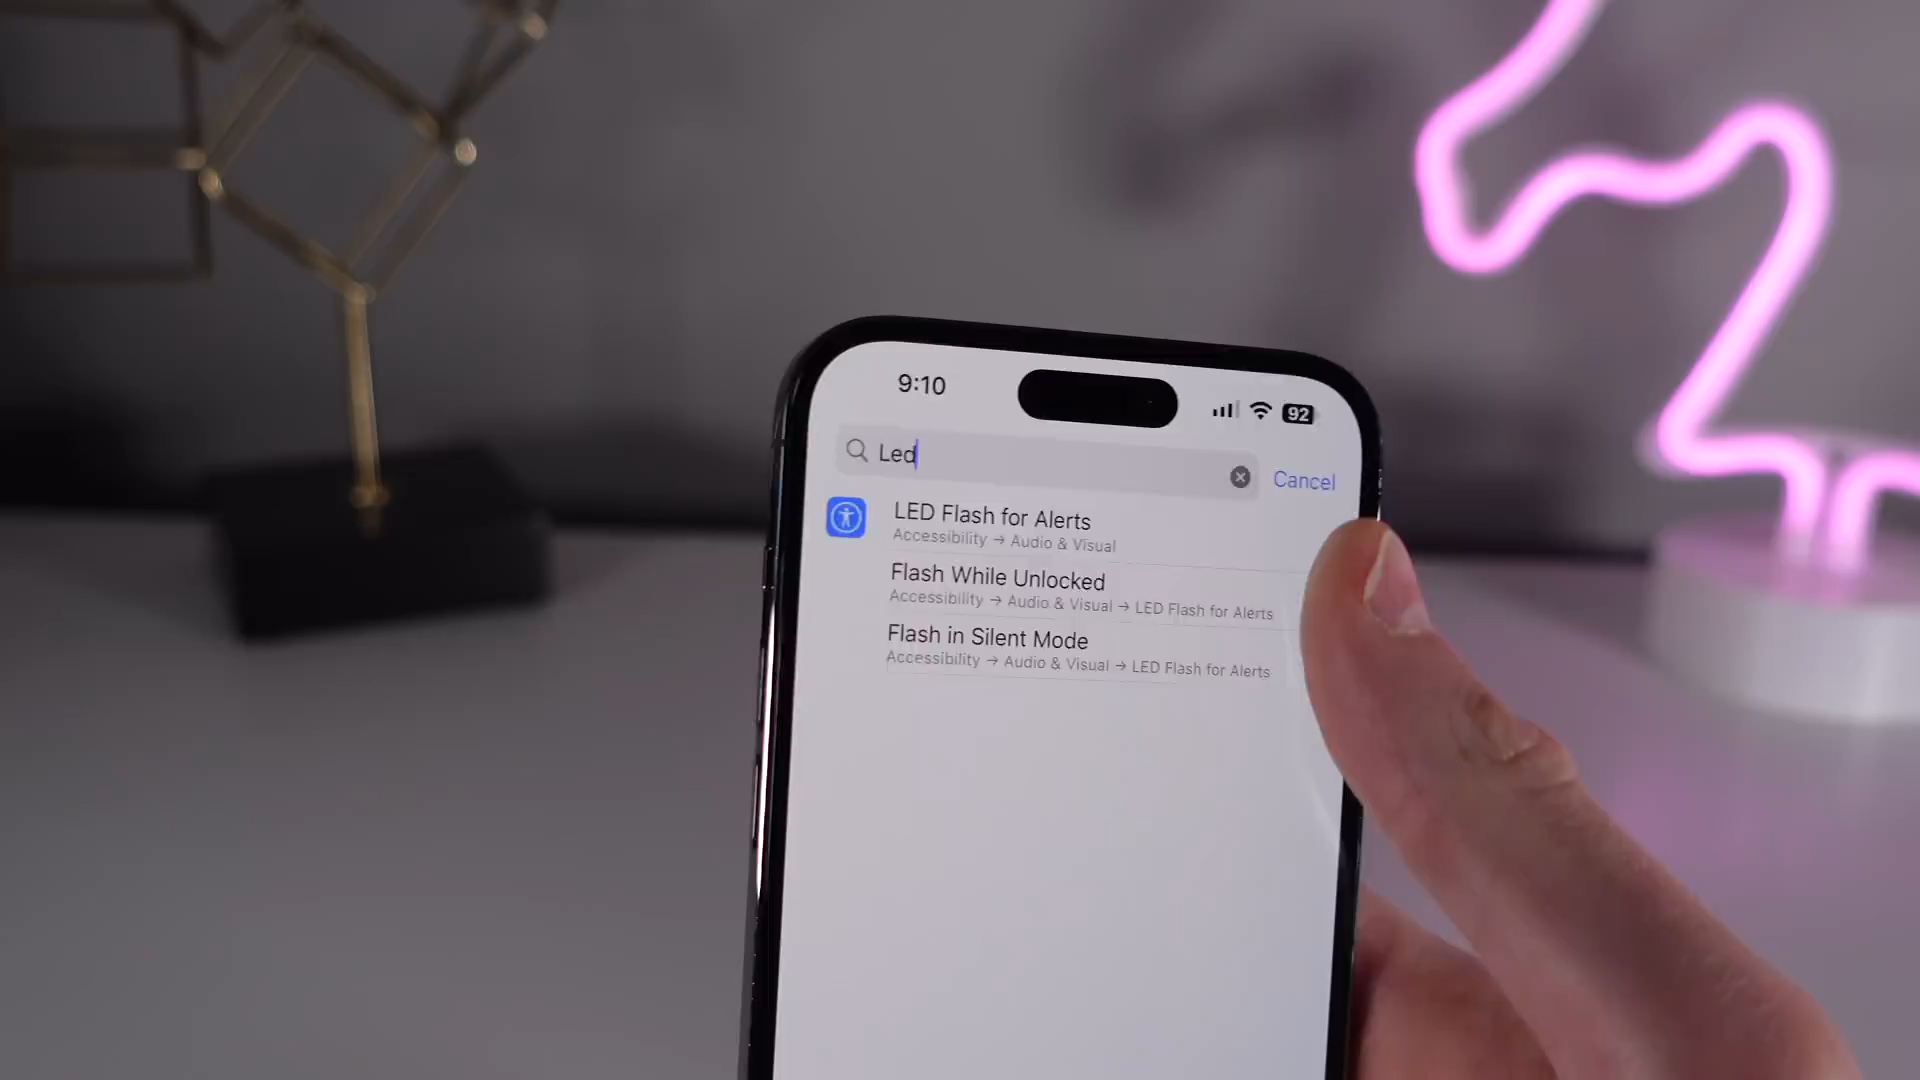 9:10
92
Led
Cancel
LED Flash for Alerts
Accessibility → Audio & Visual
Flash While Unlocked
Accessibility → Audio & Visual → LED Flash for Alerts
Flash in Silent Mode
Accessibility → Audio & Visual → LED Flash for Alerts